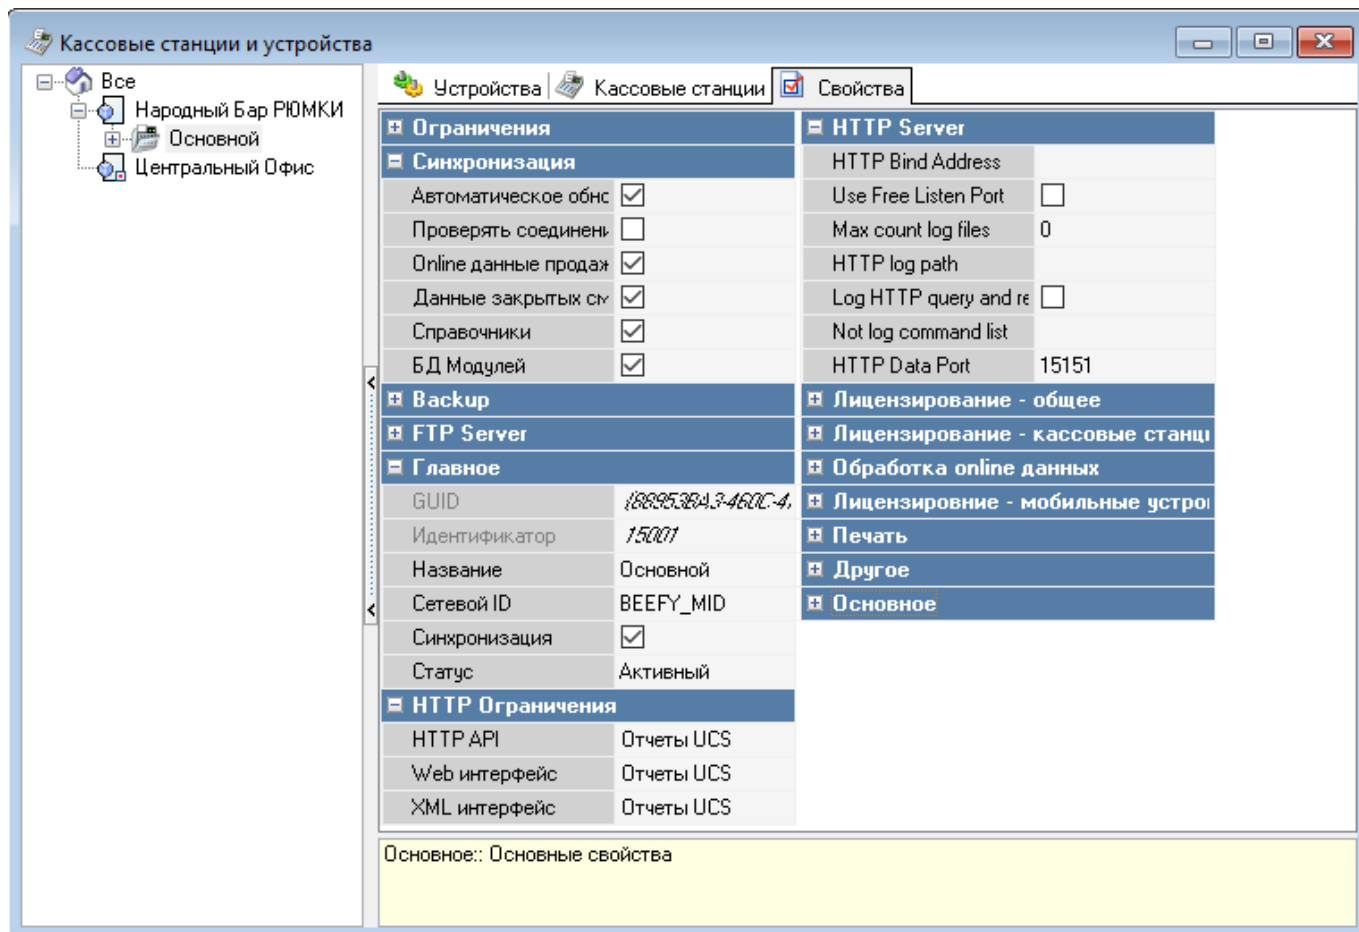 Кассовые станции и устройства
Все
Народный Бар РЮМКИ
Основной
Центральный Офис
Устройства
Кассовые станции
Свойства
Ограничения
Синхронизация
Автоматическое обнс
Проверять соединени
Online данные продаж
Данные закрытых см
Справочники
БД Модулей
Backup
FTP Server
Главное
GUID
Идентификатор 15001
Название Основной
Сетевой ID BEEFY_MID
Синхронизация
Статус Активный
HTTP Ограничения
HTTP API Отчеты UCS
Web интерфейс Отчеты UCS
XML интерфейс Отчеты UCS
HTTP Server
HTTP Bind Address
Use Free Listen Port
Max count log files 0
HTTP log path
Log HTTP query and re
Not log command list
HTTP Data Port 15151
Лицензирование - общее
Лицензирование - кассовые станци
Обработка online данных
Лицензировние - мобильные устрой
Печать
Другое
Основное
Основное:: Основные свойства